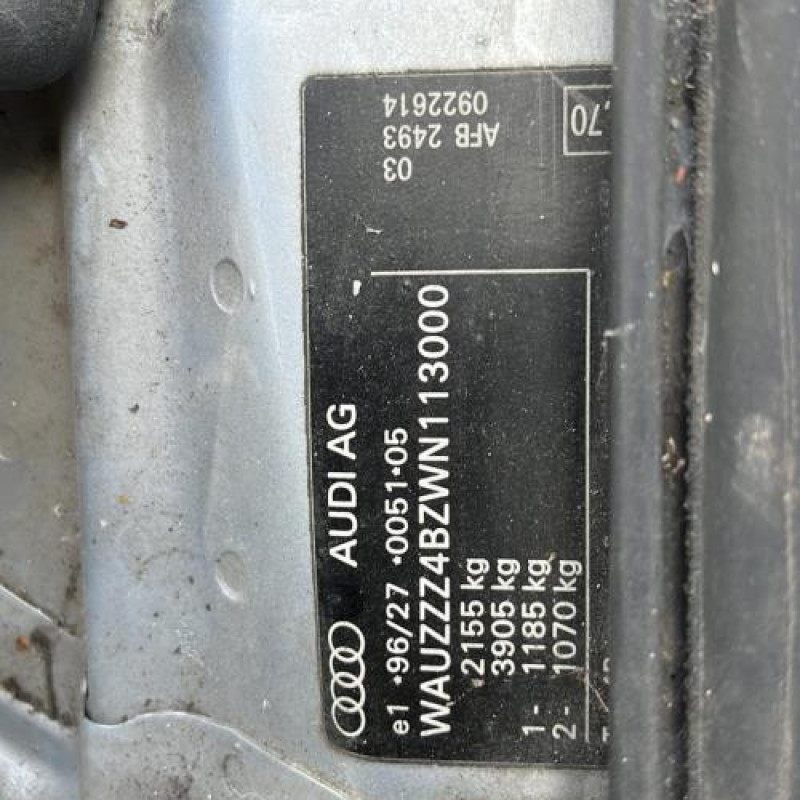 AUDI AG
e1 *96/27 *0051*05
WAUZZZ4BZWN113000
2155 kg
3905 kg
1- 1185 kg
2- 1070 kg
03
AFB 2493
0922614